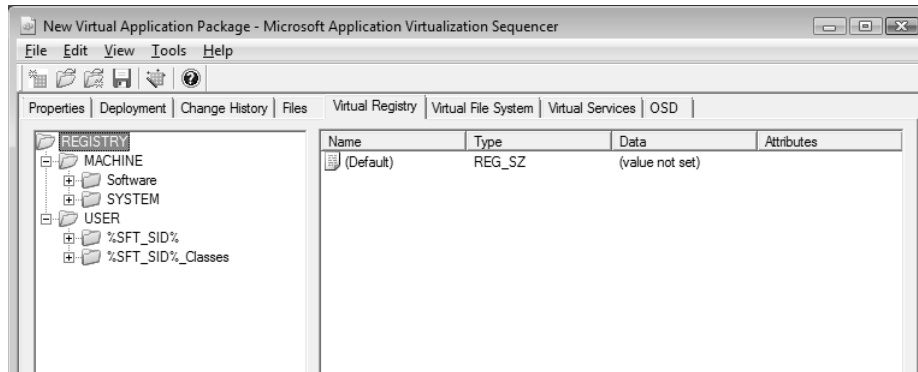 New Virtual Application Package - Microsoft Application Virtualization Sequencer
File Edit View Tools Help
Properties Deployment Change History Files Virtual Registry Virtual File System Virtual Services OSD
REGISTRY
MACHINE
Software
SYSTEM
USER
%SFT_SID%
%SFT_SID%_Classes
Name Type Data Attributes
(Default) REG_SZ (value not set)